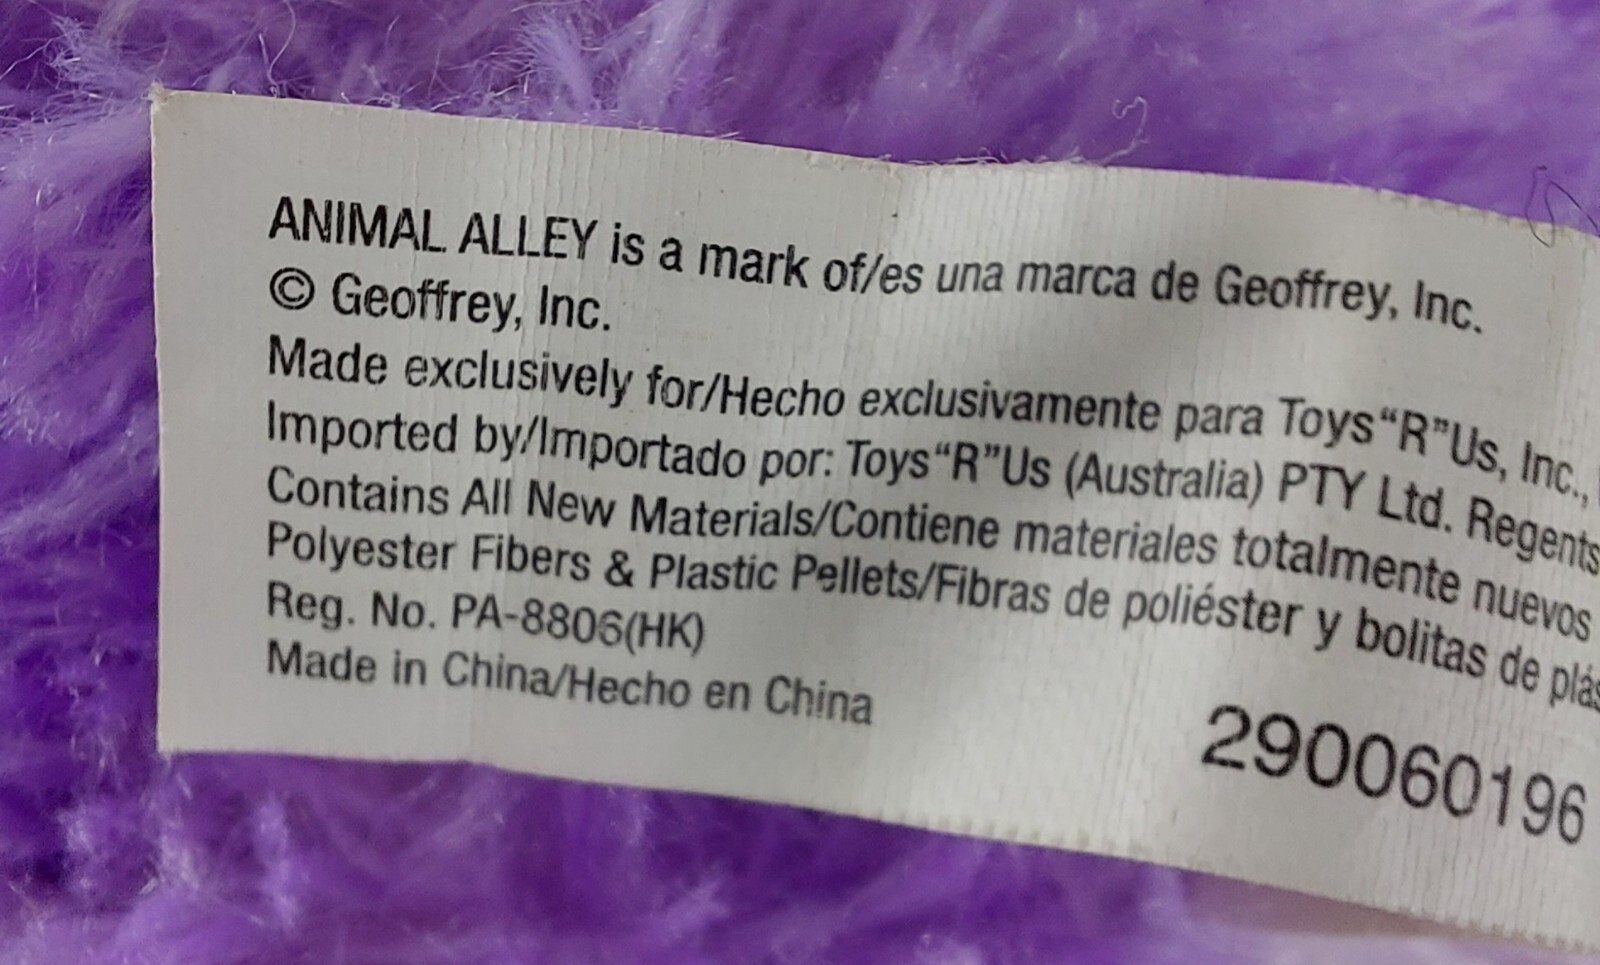 ANIMAL ALLEY is a mark of/es una marca de Geoffrey, Inc.
© Geoffrey, Inc.
Made exclusively for/Hecho exclusivamente para Toys“R”Us, Inc.,
Imported by/Importado por: Toys“R”Us (Australia) PTY Ltd. Regents
Contains All New Materials/Contiene materiales totalmente nuevos
Polyester Fibers & Plastic Pellets/Fibras de poliéster y bolitas de
Reg. No. PA-8806(HK)
Made in China/Hecho en China
290060196